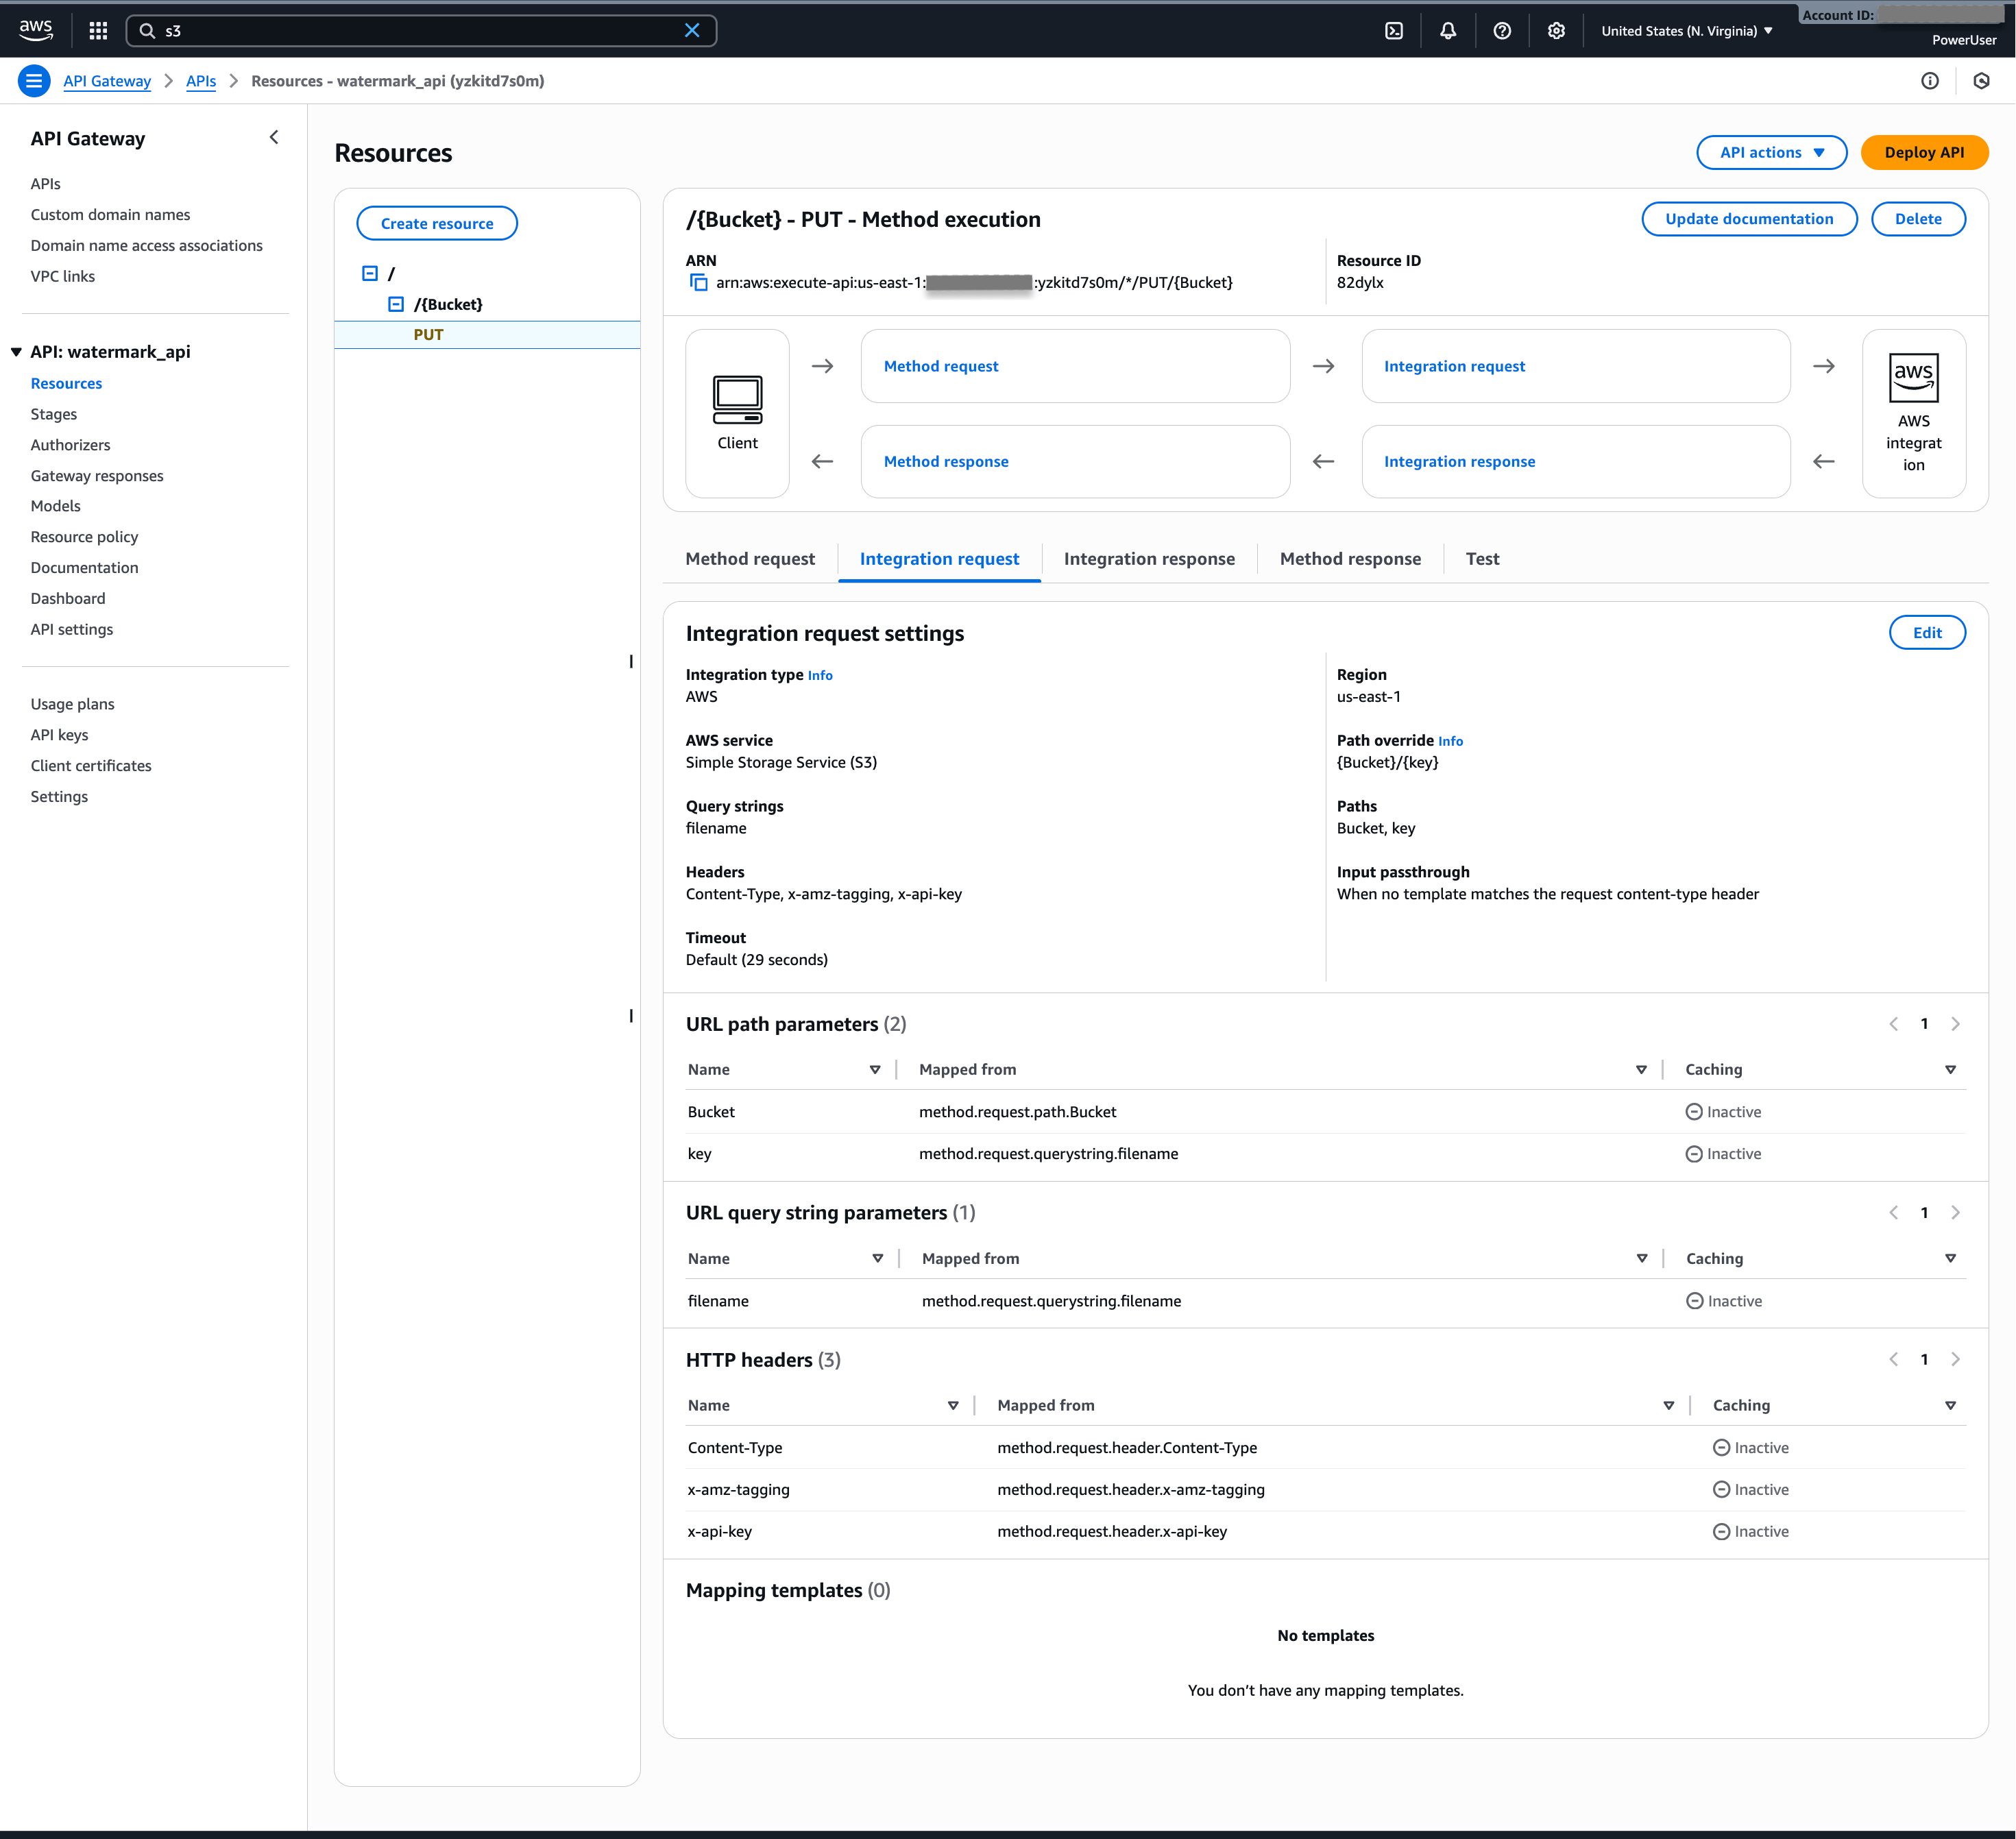 aws
s3
United States (N. Virginia)
Account ID:
PowerUser
API Gateway
APIs
Resources - watermark_api (yzkitd7s0m)
API Gateway
APIs
Custom domain names
Domain name access associations
VPC links
API: watermark_api
Resources
Stages
Authorizers
Gateway responses
Models
Resource policy
Documentation
Dashboard
API settings
Usage plans
API keys
Client certificates
Settings
Resources
API actions
Deploy API
Create resource
/
/{Bucket}
PUT
/{Bucket} - PUT - Method execution
Update documentation
Delete
ARN
arn:aws:execute-api:us-east-1: :yzkitd7s0m/*/PUT/{Bucket}
Resource ID
82dylx
Client
Method request
Integration request
Method response
Integration response
aws
AWS
integrat
ion
Method request
Integration request
Integration response
Method response
Test
Integration request settings
Edit
Integration type Info
AWS
Region
us-east-1
AWS service
Simple Storage Service (S3)
Path override Info
{Bucket}/{key}
Query strings
filename
Paths
Bucket, key
Headers
Content-Type, x-amz-tagging, x-api-key
Input passthrough
When no template matches the request content-type header
Timeout
Default (29 seconds)
URL path parameters (2)
1
Name Mapped from Caching
Bucket method.request.path.Bucket Inactive
key method.request.querystring.filename Inactive
URL query string parameters (1)
1
Name Mapped from Caching
filename method.request.querystring.filename Inactive
HTTP headers (3)
1
Name Mapped from Caching
Content-Type method.request.header.Content-Type Inactive
x-amz-tagging method.request.header.x-amz-tagging Inactive
x-api-key method.request.header.x-api-key Inactive
Mapping templates (0)
No templates
You don't have any mapping templates.